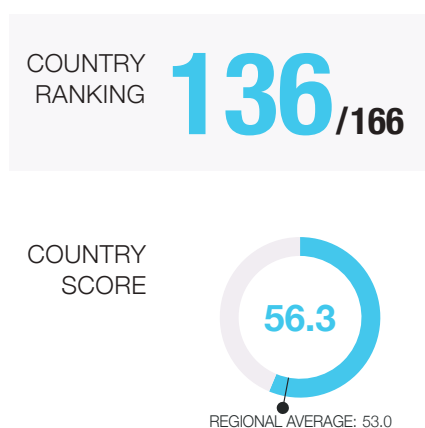 COUNTRY
RANKING
136/166
COUNTRY
SCORE
56.3
REGIONAL AVERAGE: 53.0